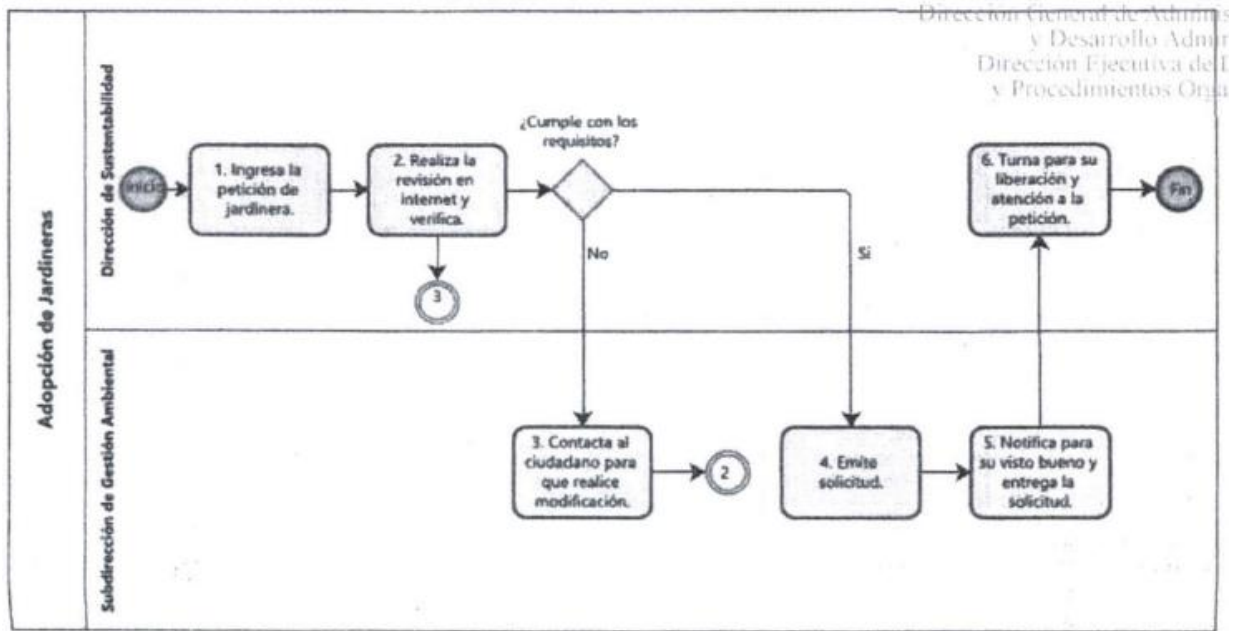 Dirección General de Adminis
y Desarrollo Admin
Dirección Ejecutiva de D
y Procedimientos Orga
Adopción de Jardineras
Dirección de Sustentabilidad
Inicio
1. Ingresa la
petición de
jardinera.
2. Realiza la
revisión en
internet y
verifica.
3
¿Cumple con los
requisitos?
No
Si
6. Turna para su
liberación y
atención a la
petición.
Fin
Subdirección de Gestión Ambiental
3. Contacta al
ciudadano para
que realice
modificación.
2
4. Emite
solicitud.
5. Notifica para
su visto bueno y
entrega la
solicitud.